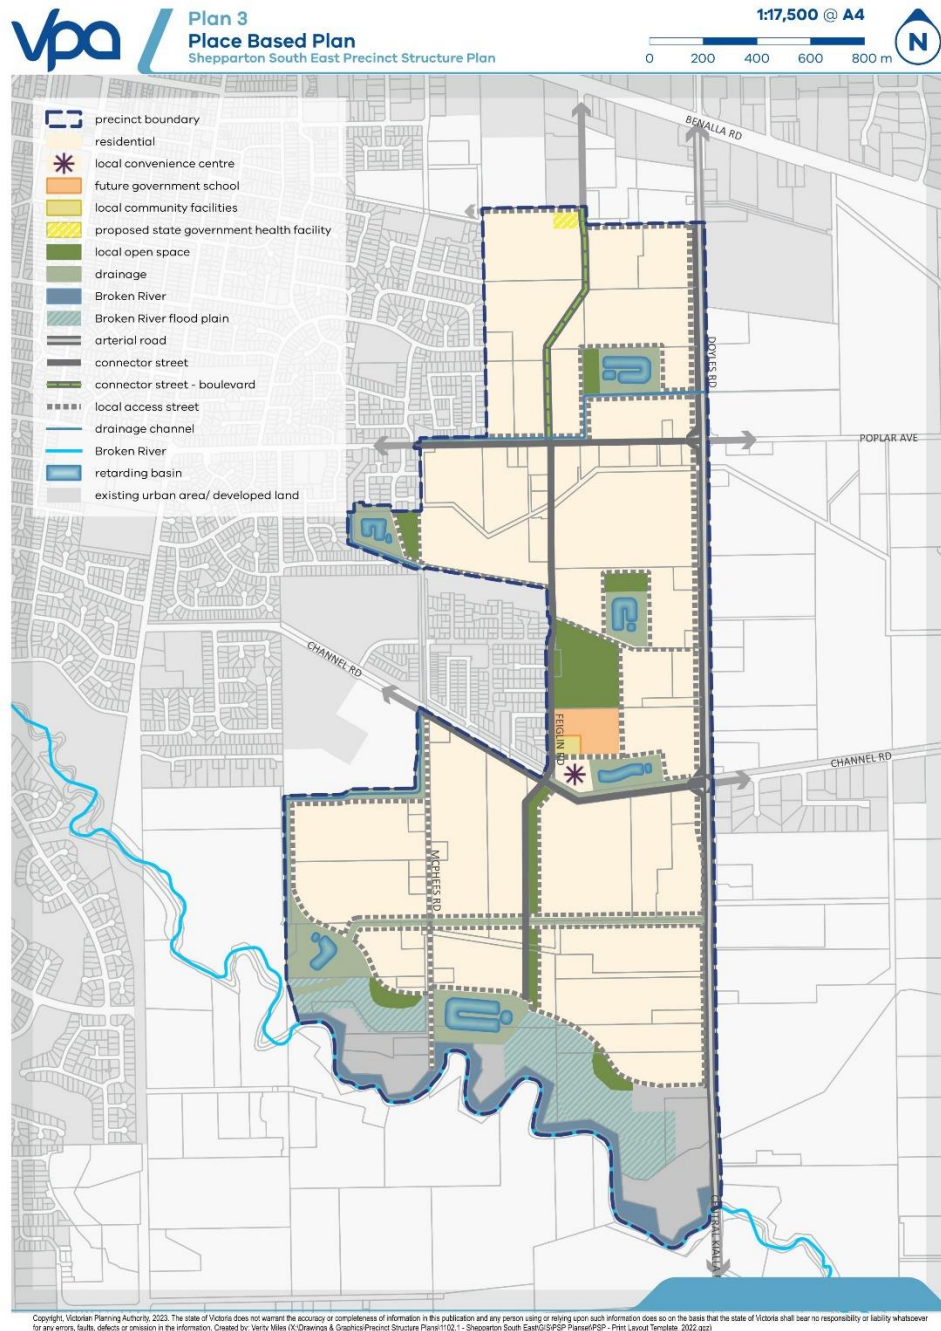 vpa
Plan 3
Place Based Plan
Shepparton South East Precinct Structure Plan
1:17,500 @ A4
0 200 400 600 800 m
N
precinct boundary
residential
local convenience centre
future government school
local community facilities
proposed state government health facility
local open space
drainage
Broken River
Broken River flood plain
arterial road
connector street
connector street - boulevard
local access street
drainage channel
Broken River
retarding basin
existing urban area/ developed land
BENALLA RD
DOYLES RD
POPLAR AVE
CHANNEL RD
FEIGLIN RD
CHANNEL RD
MCPHEES RD
Copyright, Victorian Planning Authority, 2023. The state of Victoria does not warrant the accuracy or completeness of information in this publication and any person using or relying upon such information does so on the basis that the state of Victoria shall bear no responsibility or liability whatsoever
for any errors, faults, defects or omission in the information. Created by: Verity Miles